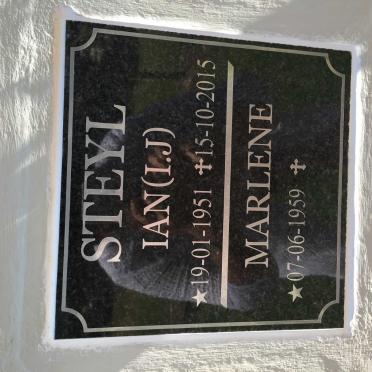 STEYL
IAN(I.J)
★19-01-1951 ✝15-10-2015
MARLENE
★07-06-1959 ✝